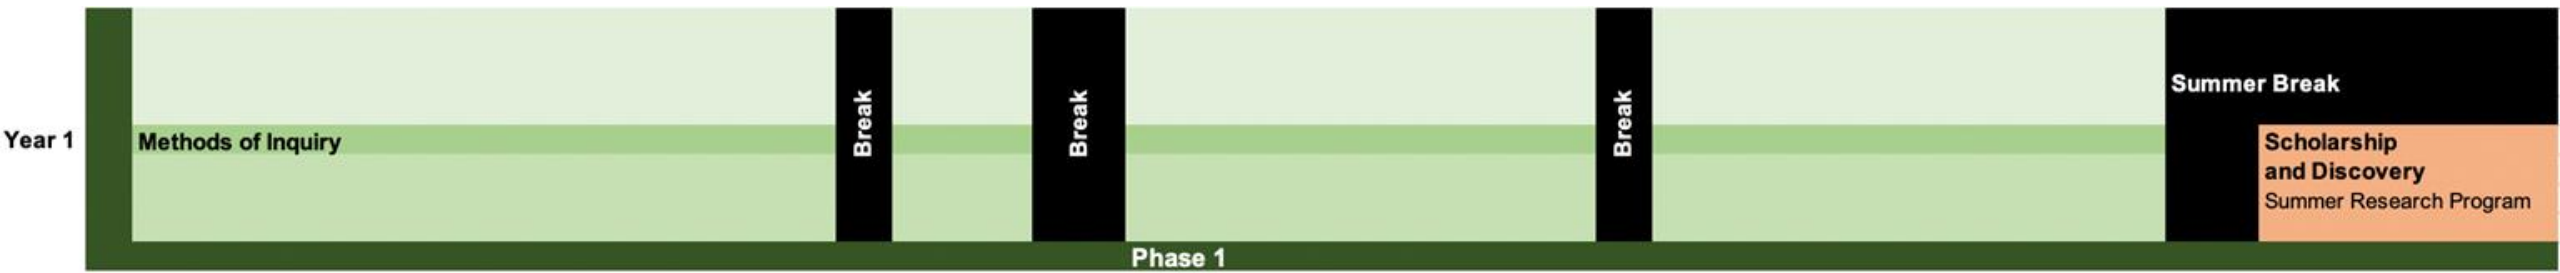 Year 1
Methods of Inquiry
Break
Break
Break
Summer Break
Scholarship
and Discovery
Summer Research Program
Phase 1